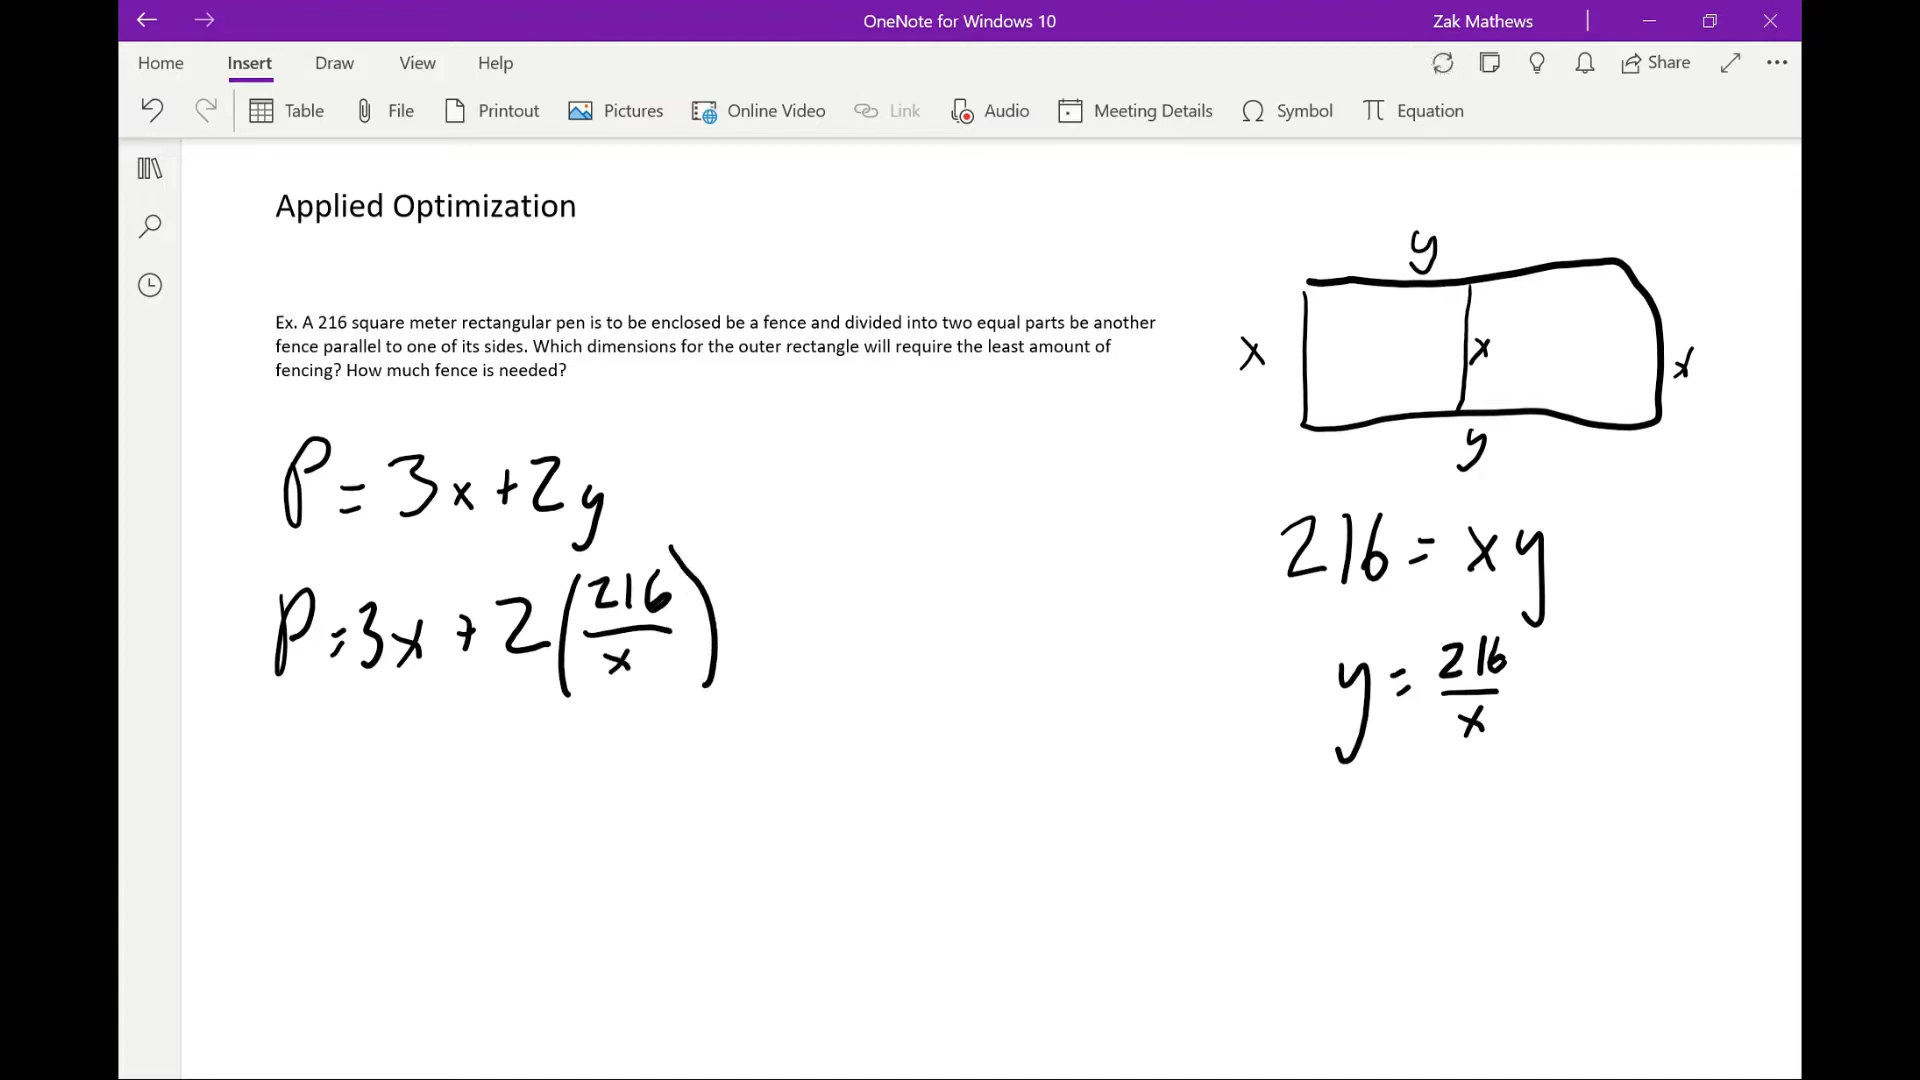 OneNote for Windows 10
Zak Mathews
Home Insert Draw View Help
Share
Table File Printout Pictures Online Video Link Audio Meeting Details Symbol Equation
Applied Optimization
Ex. A 216 square meter rectangular pen is to be enclosed be a fence and divided into two equal parts be another
fence parallel to one of its sides. Which dimensions for the outer rectangle will require the least amount of
fencing? How much fence is needed?
y
x x x
y
P = 3x + 2y
P = 3x + 2(216/x)
216 = xy
y = 216/x